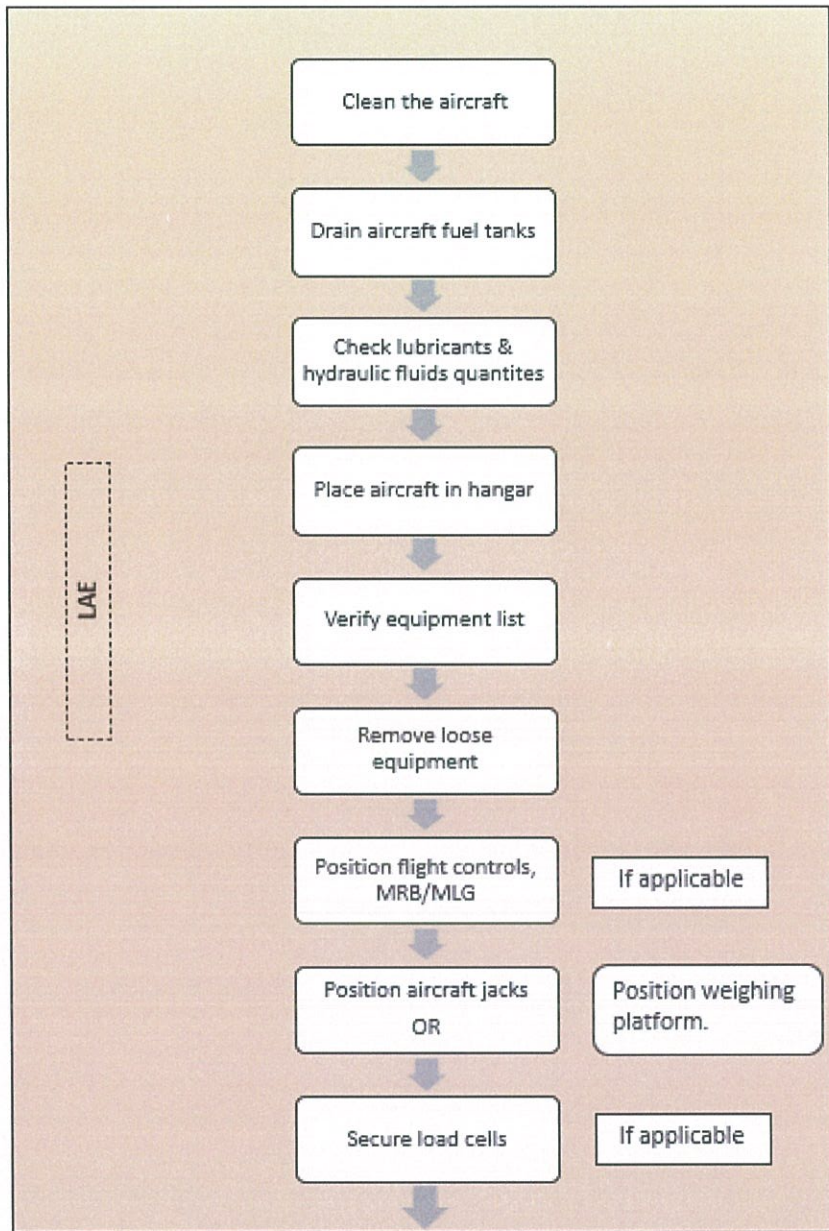 Clean the aircraft
Drain aircraft fuel tanks
Check lubricants &
hydraulic fluids quantites
Place aircraft in hangar
LAE
Verify equipment list
Remove loose
equipment
Position flight controls,
MRB/MLG
If applicable
Position aircraft jacks
OR
Position weighing
platform.
Secure load cells
If applicable